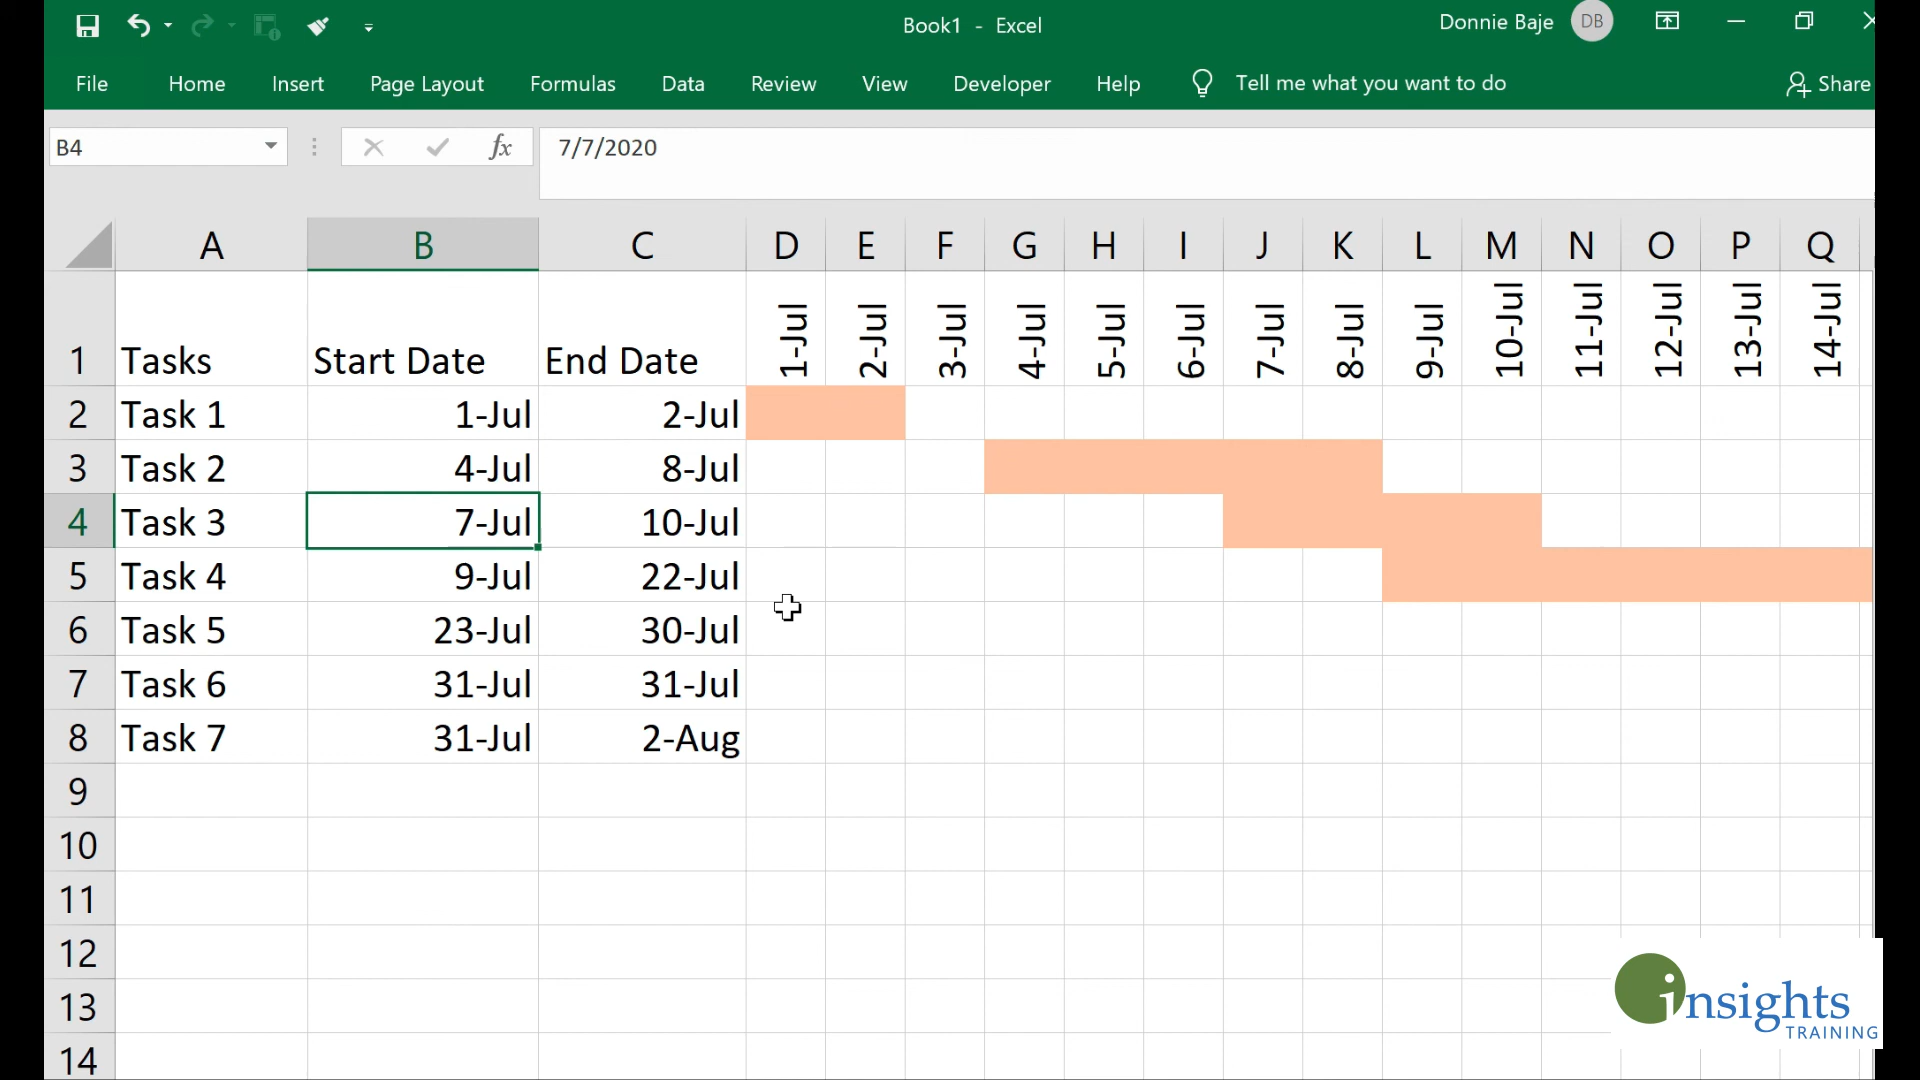 Book1 - Excel
Donnie Baje DB
File Home Insert Page Layout Formulas Data Review View Developer Help Tell me what you want to do Share
B4 fx 7/7/2020
A B C D E F G H I J K L M N O P Q
1 Tasks Start Date End Date 1-Jul 2-Jul 3-Jul 4-Jul 5-Jul 6-Jul 7-Jul 8-Jul 9-Jul 10-Jul 11-Jul 12-Jul 13-Jul 14-Jul
2 Task 1 1-Jul 2-Jul
3 Task 2 4-Jul 8-Jul
4 Task 3 7-Jul 10-Jul
5 Task 4 9-Jul 22-Jul
6 Task 5 23-Jul 30-Jul
7 Task 6 31-Jul 31-Jul
8 Task 7 31-Jul 2-Aug
9
10
11
12
13
14
insights
TRAINING